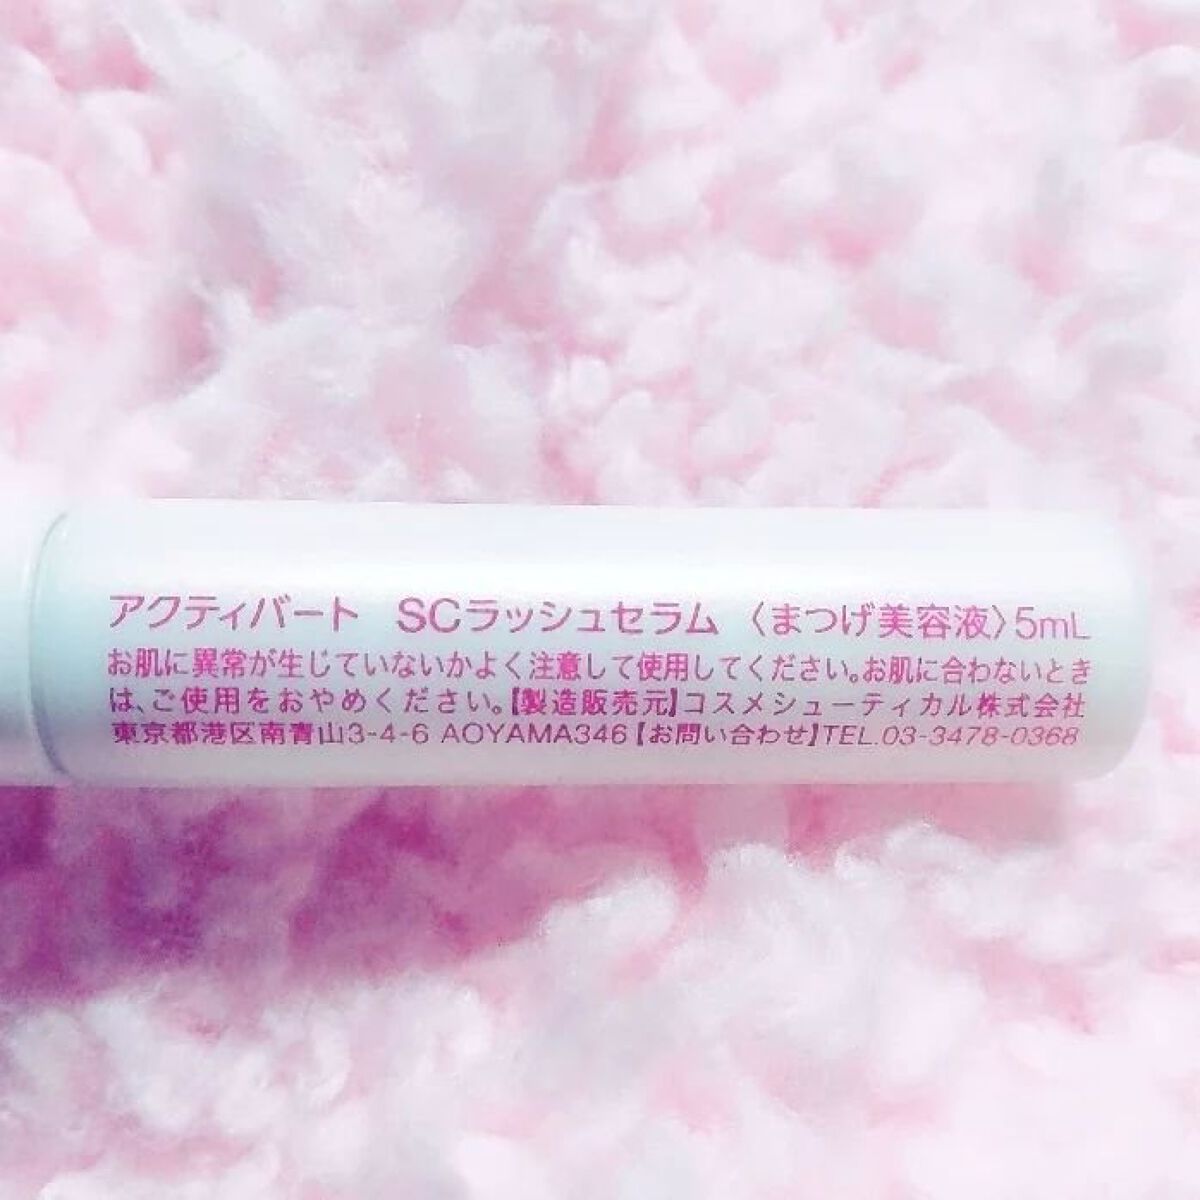 アクティバート SCラッシュセラム 〈まつげ美容液〉5mL
お肌に異常が生じていないかよく注意して使用してください。お肌に合わないとき
は、ご使用をおやめください。【製造販売元】コスメシューティカル株式会社
東京都港区南青山3-4-6 AOYAMA346【お問い合わせ】TEL.03-3478-0368